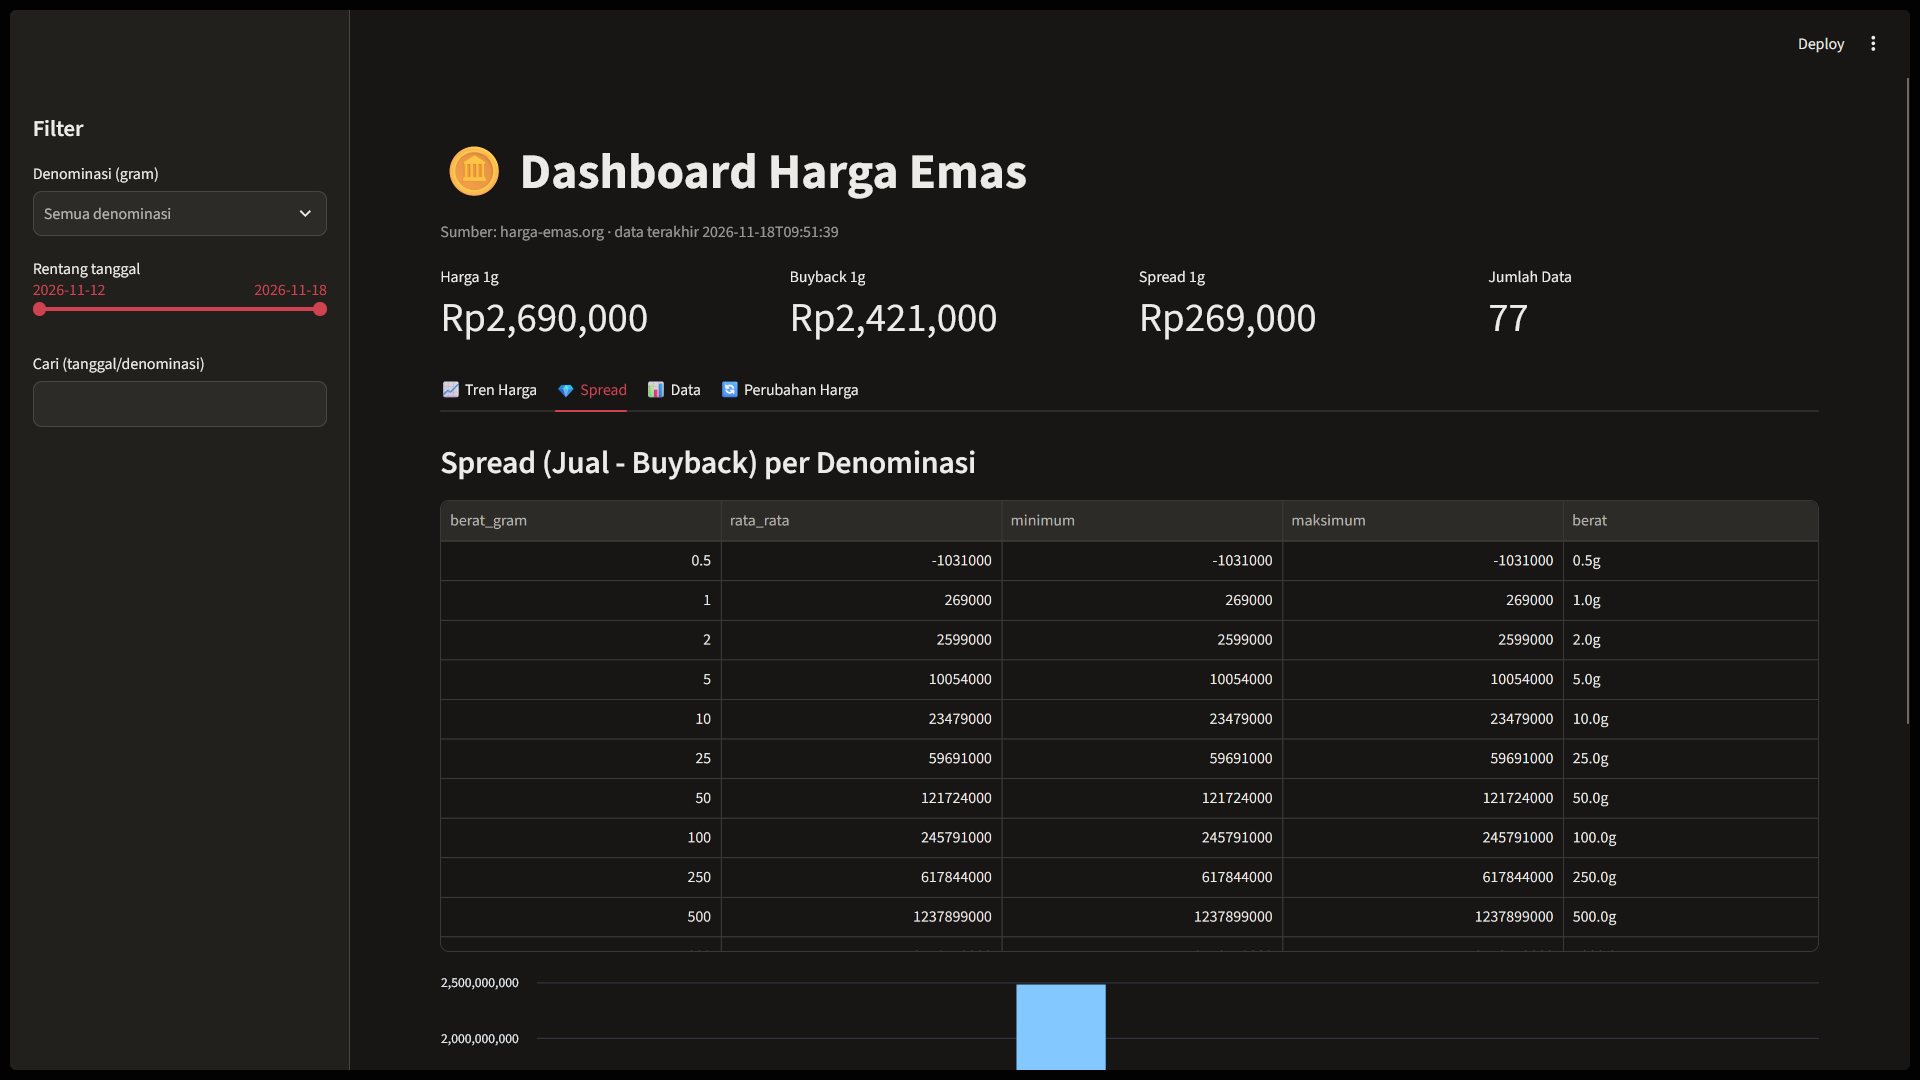 Deploy
Filter
Denominasi (gram)
Semua denominasi
Rentang tanggal
2026-11-12 2026-11-18
Cari (tanggal/denominasi)
Dashboard Harga Emas
Sumber: harga-emas.org · data terakhir 2026-11-18T09:51:39
Harga 1g Buyback 1g Spread 1g Jumlah Data
Rp2,690,000 Rp2,421,000 Rp269,000 77
Tren Harga Spread Data Perubahan Harga
Spread (Jual - Buyback) per Denominasi
berat_gram rata_rata minimum maksimum berat
0.5 -1031000 -1031000 -1031000 0.5g
1 269000 269000 269000 1.0g
2 2599000 2599000 2599000 2.0g
5 10054000 10054000 10054000 5.0g
10 23479000 23479000 23479000 10.0g
25 59691000 59691000 59691000 25.0g
50 121724000 121724000 121724000 50.0g
100 245791000 245791000 245791000 100.0g
250 617844000 617844000 617844000 250.0g
500 1237899000 1237899000 1237899000 500.0g
2,500,000,000
2,000,000,000